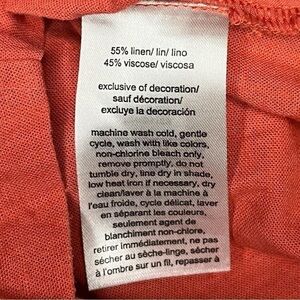 55% linen/ lin/ lino
45% viscose/ viscosa
exclusive of decoration/
sauf décoration/
excluye la decoración
machine wash cold, gentle
cycle, wash with like colors,
non-chlorine bleach only,
remove promptly, do not
tumble dry, line dry in shade,
low heat iron if necessary, dry
clean/laver à la machine à
l'eau froide, cycle délicat, laver
en séparant les couleurs,
seulement agent de
blanchiment non-chlore,
retirer immédiatement, ne pas
sécher au sèche-linge, sécher
à l'ombre sur un fil, repasser à